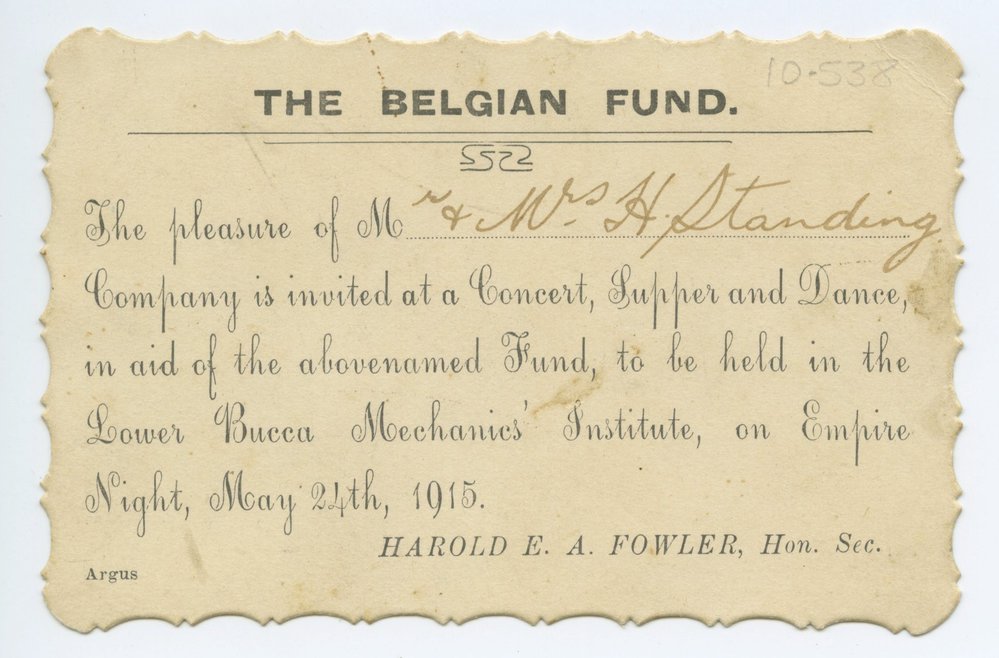 10-538
THE BELGIAN FUND.
The pleasure of Mr & Mrs H. Standing
Company is invited at a Concert, Supper and Dance,
in aid of the abovenamed Fund, to be held in the
Lower Bucca Mechanics' Institute, on Empire
Night, May 24th, 1915.
HAROLD E. A. FOWLER, Hon. Sec.
Argus